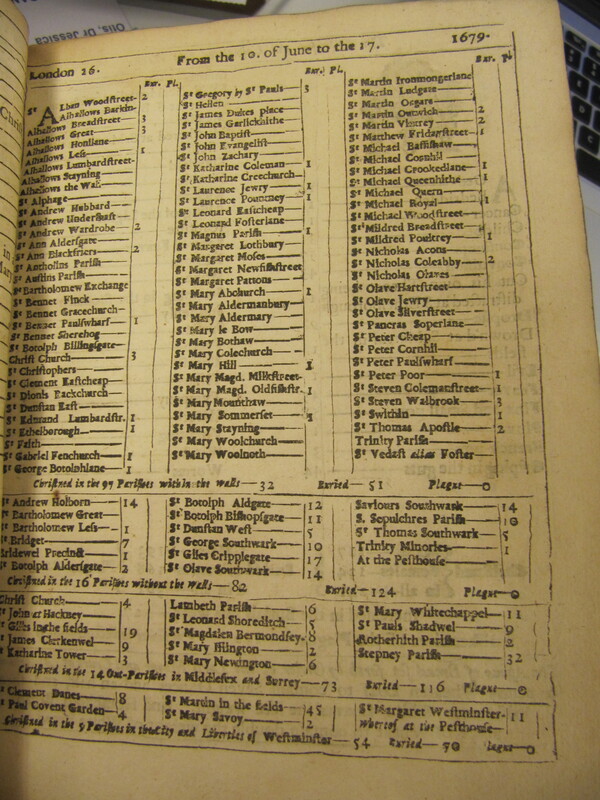 Otis, Dr Jessica
London 26. From the 10. of June to the 17. 1679.
Bur. Pl.
St ALban Woodstreet— 2
Alhallows Barkin—
Alhallows Breadstreet— 3
Alhallows Great— 3
Alhallows Honilane—
Alhallows Less— 1
Alhallows Lumbardstreet-
Alhallows Stayning
Alhallows the Wall-
St Alphage
St Andrew Hubbard
St Andrew Undershaft
St Andrew Wardrobe 2
St Ann Aldersgate
St Ann Blackfriers 2
St Antholins Parish
St Austins Parish
St Bartholomew Exchange
St Bennet Finck
St Bennet Gracechurch—
St Bennet Paulswharf— 1
St Bennet Sherehog
St Botolph Billingsgate-
Christ Church— 3
St Christophers
St Clement Eastcheap
St Dionis Backchurch
St Dunstan East
St Edmund Lumbardstr. 1
St Ethelborough— 1
St Faith
St Gabriel Fenchurch 1
St George Botolphlane 1
Bur. Pl.
St Gregory by St Pauls 3
St Hellen
St James Dukes place
St James Garlickhithe
St John Baptist
St John Evangelist
St John Zachary
St Katharine Coleman 1
St Katharine Creechurch-
St Laurence Jewry— 1
St Laurence Pountney 1
St Leonard Eastcheap
St Leonard Fosterlane
St Magnus Parish 1
St Margaret Lothbury
St Margaret Moses
St Margaret Newfishstreet
St Margaret Pattons
St Mary Abchurch 1
St Mary Aldermanbury
St Mary Aldermary
St Mary le Bow
St Mary Bothaw
St Mary Colechurch
St Mary Hill 1
St Mary Magd. Milkstreet-
St Mary Magd. Oldfishstr. 1
St Mary Mounthaw
St Mary Sommerset 1
St Mary Stayning
St Mary Woolchurch
St Mary Woolnoth
Bur. Pl
St Martin Ironmongerlane
St Martin Ludgate
St Martin Orgars
St Martin Outwich 2
St Martin Vintrey 2
St Matthew Fridaystreet 1
St Michael Bassishaw
St Michael Cornhil
St Michael Crookedlane 1
St Michael Queenhithe 1
St Michael Quern
St Michael Royal 1
St Michael Woodstreet
St Mildred Breadstreet—
St Mildred Poultrey 1
St Nicholas Acons
St Nicholas Coleabby 2
St Nicholas Olaves
St Olave Hartstreet
St Olave Jewry
St Olave Silverstreet
St Pancras Soperlane
St Peter Cheap
St Peter Cornhil
St Peter Paulswharf
St Peter Poor 1
St Steven Colemanstreet 1
St Steven Walbrook 3
St Swithin 1
St Thomas Apostle 2
Trinity Parish
St Vedast alias Foster
Christned in the 97 Parishes within the walls— 32 Buried— 51 Plague— 0
St Andrew Holborn 14
St Bartholomew Great
St Bartholomew Less 1
St Bridget 7
Bridewel Precinct 1
St Botolph Aldersgate 2
St Botolph Aldgate 12
St Botolph Bishopsgate 11
St Dunstan West 5
St George Southwark 10
St Giles Cripplegate 17
St Olave Southwark 14
Saviours Southwark 14
S. Sepulchres Parish 10
St Thomas Southwark 5
Trinity Minories 1
At the Pesthouse
Christned in the 16 Parishes without the Walls— 82 Buried— 124 Plague— 0
Christ Church 4
St John at Hackney
St Giles in the fields 19
St James Clerkenwel 9
St Katharine Tower 3
Lambeth Parish 6
St Leonard Shoreditch 5
St Magdalen Bermondsey- 8
St Mary Islington 2
St Mary Newington 6
St Mary Whitechappel 11
St Pauls Shadwel 9
Rotherhith Parish 2
Stepney Parish 32
Christned in the 14 Out-Parishes in Middlesex and Surrey— 73 Buried— 116 Plague— 0
St Clement Danes 8
St Paul Covent Garden 4
St Martin in the fields 45
St Mary Savoy 2
St Margaret Westminster- 11
whereof at the Pesthouse-
Christned in the 9 Parishes in the City and Liberties of Westminster— 54 Buried— 70 Plague— 0